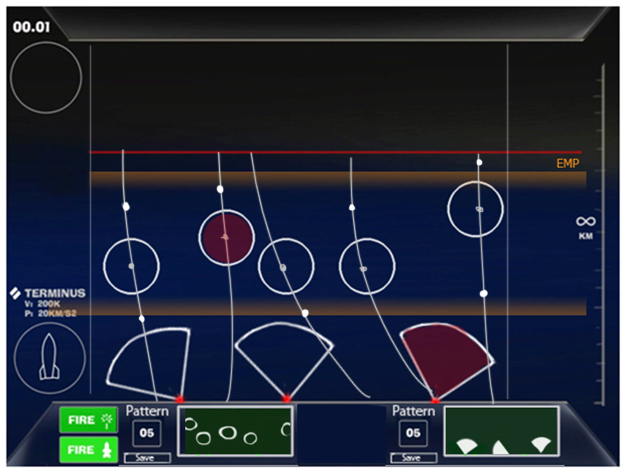 00.01
EMP
∞
KM
TERMINUS
V: 200K
P: 20KM/S2
FIRE
FIRE
Pattern
05
Save
Pattern
05
Save